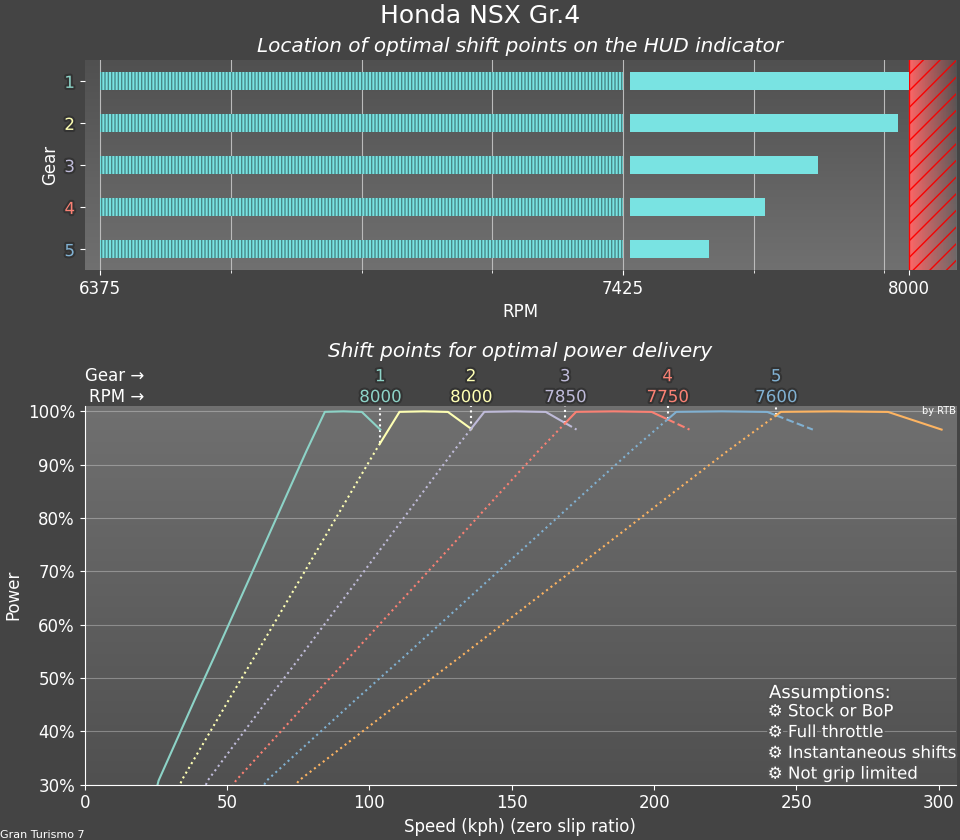 Honda NSX Gr.4
Location of optimal shift points on the HUD indicator
Gear
1
2
3
4
5
6375 7425 8000
RPM
Shift points for optimal power delivery
Gear → 1 2 3 4 5
RPM → 8000 8000 7850 7750 7600
by RTB
Power
100%
90%
80%
70%
60%
50%
40%
30%
Assumptions:
⚙ Stock or BoP
⚙ Full throttle
⚙ Instantaneous shifts
⚙ Not grip limited
0 50 100 150 200 250 300
Speed (kph) (zero slip ratio)
Gran Turismo 7